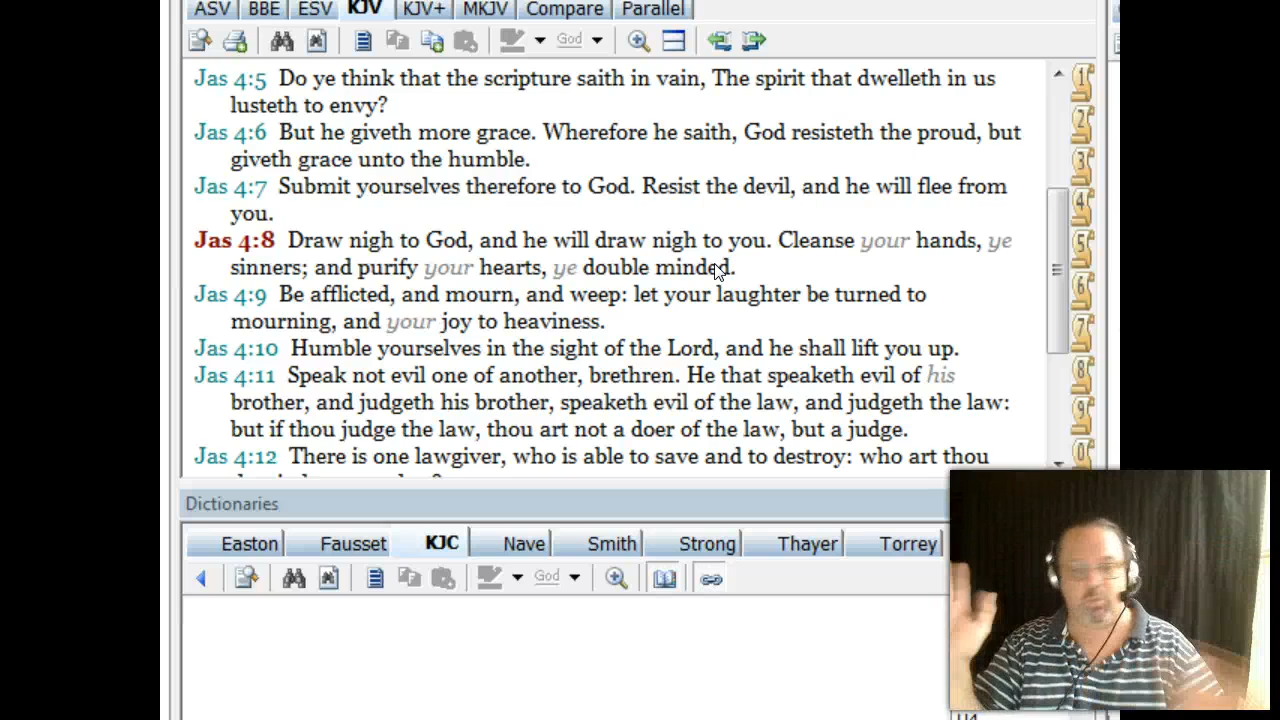 ASV BBE ESV KJV KJV+ MKJV Compare Parallel
God
Jas 4:5 Do ye think that the scripture saith in vain, The spirit that dwelleth in us
lusteth to envy?
Jas 4:6 But he giveth more grace. Wherefore he saith, God resisteth the proud, but
giveth grace unto the humble.
Jas 4:7 Submit yourselves therefore to God. Resist the devil, and he will flee from
you.
Jas 4:8 Draw nigh to God, and he will draw nigh to you. Cleanse your hands, ye
sinners; and purify your hearts, ye double minded.
Jas 4:9 Be afflicted, and mourn, and weep: let your laughter be turned to
mourning, and your joy to heaviness.
Jas 4:10 Humble yourselves in the sight of the Lord, and he shall lift you up.
Jas 4:11 Speak not evil one of another, brethren. He that speaketh evil of his
brother, and judgeth his brother, speaketh evil of the law, and judgeth the law:
but if thou judge the law, thou art not a doer of the law, but a judge.
Jas 4:12 There is one lawgiver, who is able to save and to destroy: who art thou
1
2
3
4
5
6
7
8
9
0
Dictionaries
Easton Fausset KJC Nave Smith Strong Thayer Torrey
God